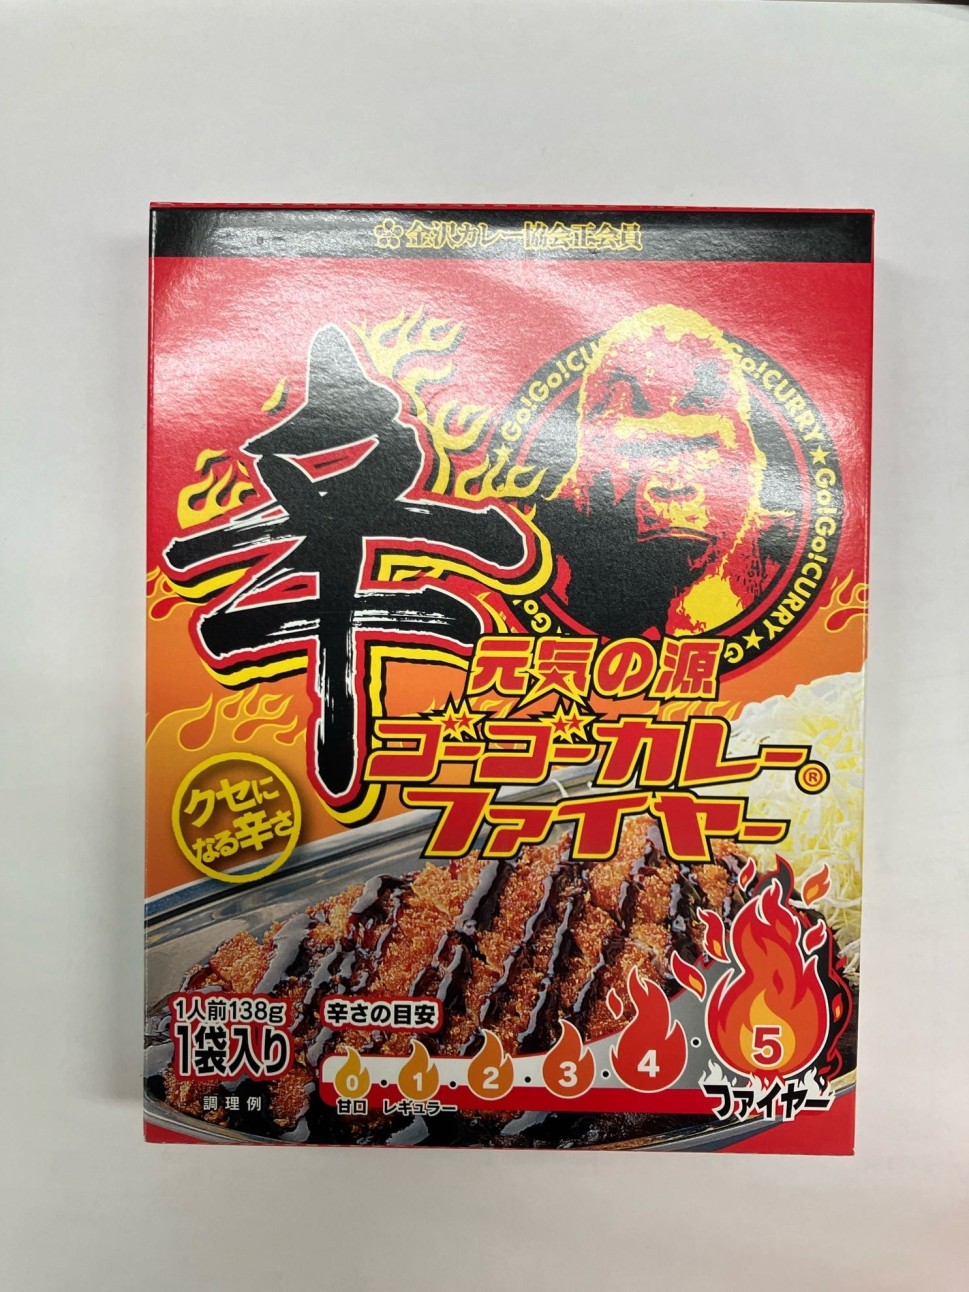 金沢カレー協会正会員
辛
Go!Go!CU
Go!CURRY★Go!Go!CURRY★G
Go
元気の源
ゴーゴーカレー®
ファイヤー
クセに
なる辛さ
1人前138g
1袋入り
調理例
辛さの目安
0・1・2・3・4・5
甘口 レギュラー ファイヤー